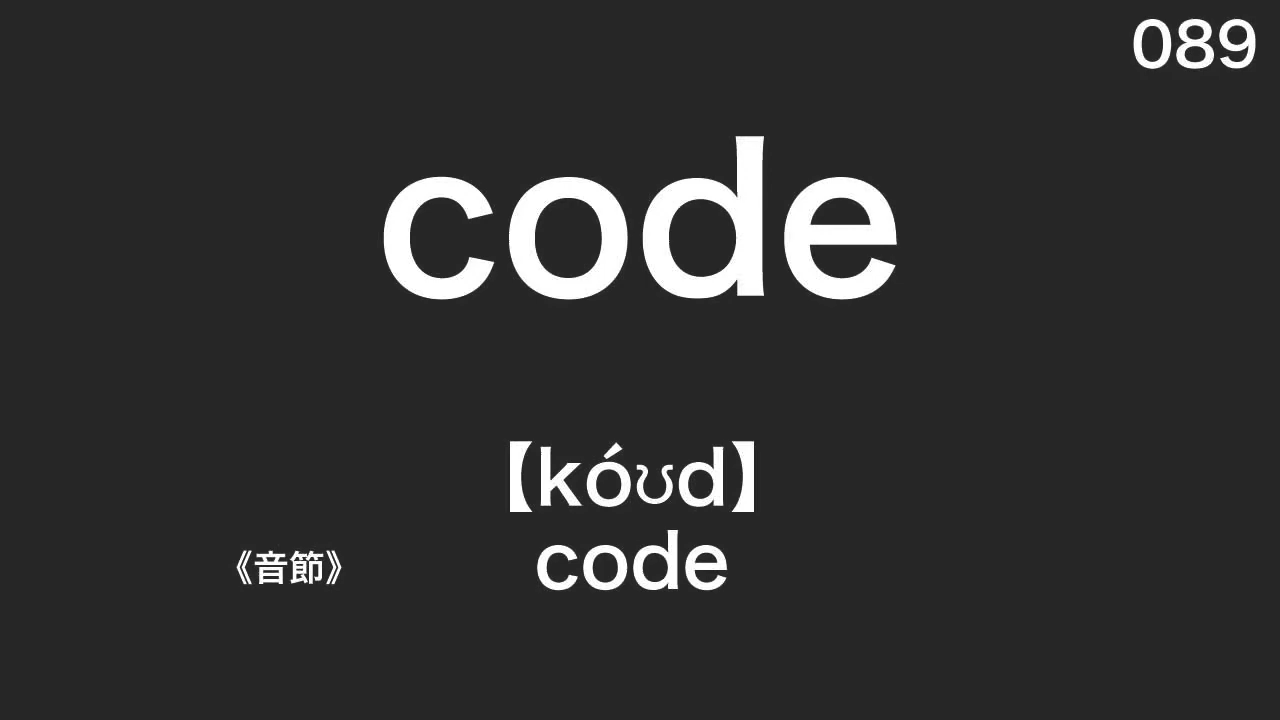 089
code
【kóʊd】
《音節》 code